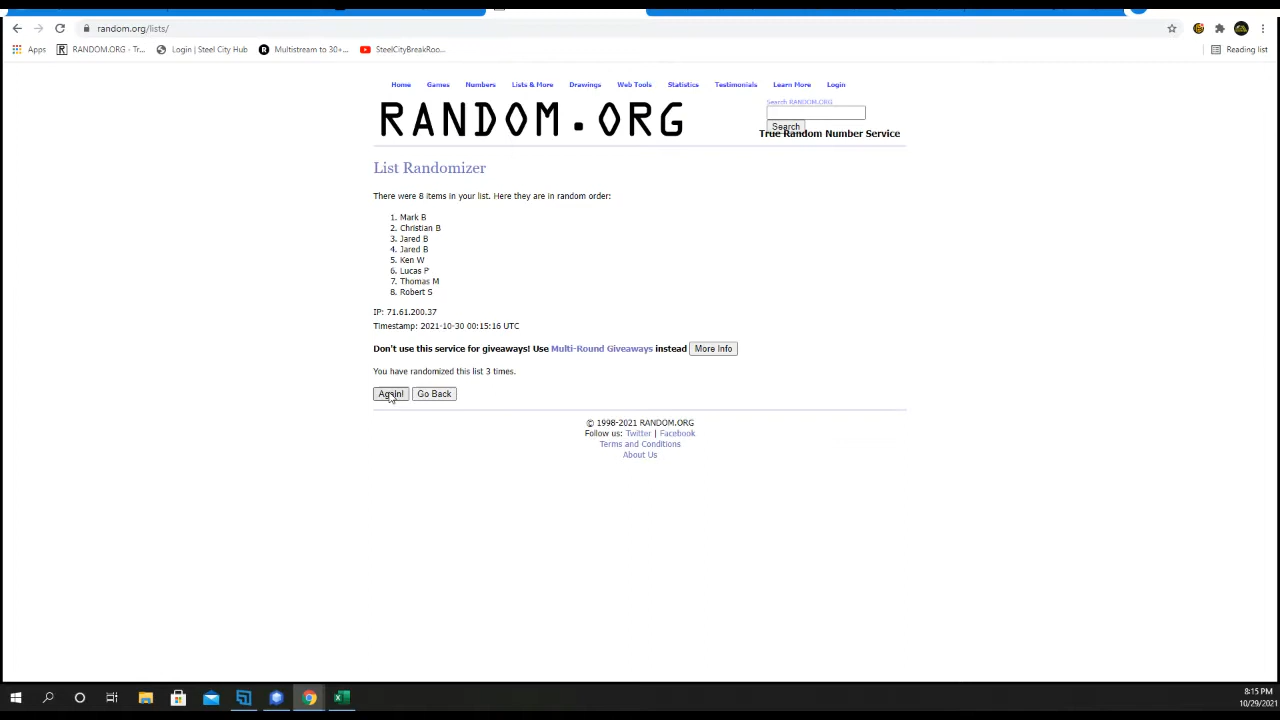 random.org/lists/
Apps
RANDOM.ORG - Tr...
Login | Steel City Hub
Multistream to 30+...
SteelCityBreakRoo...
Reading list
Home Games Numbers Lists & More Drawings Web Tools Statistics Testimonials Learn More Login
RANDOM.ORG
Search RANDOM.ORG
Search
True Random Number Service
List Randomizer
There were 8 items in your list. Here they are in random order:
1. Mark B
2. Christian B
3. Jared B
4. Jared B
5. Ken W
6. Lucas P
7. Thomas M
8. Robert S
IP: 71.61.200.37
Timestamp: 2021-10-30 00:15:16 UTC
Don't use this service for giveaways! Use Multi-Round Giveaways instead More Info
You have randomized this list 3 times.
Again! Go Back
© 1998-2021 RANDOM.ORG
Follow us: Twitter | Facebook
Terms and Conditions
About Us
8:15 PM
10/29/2021